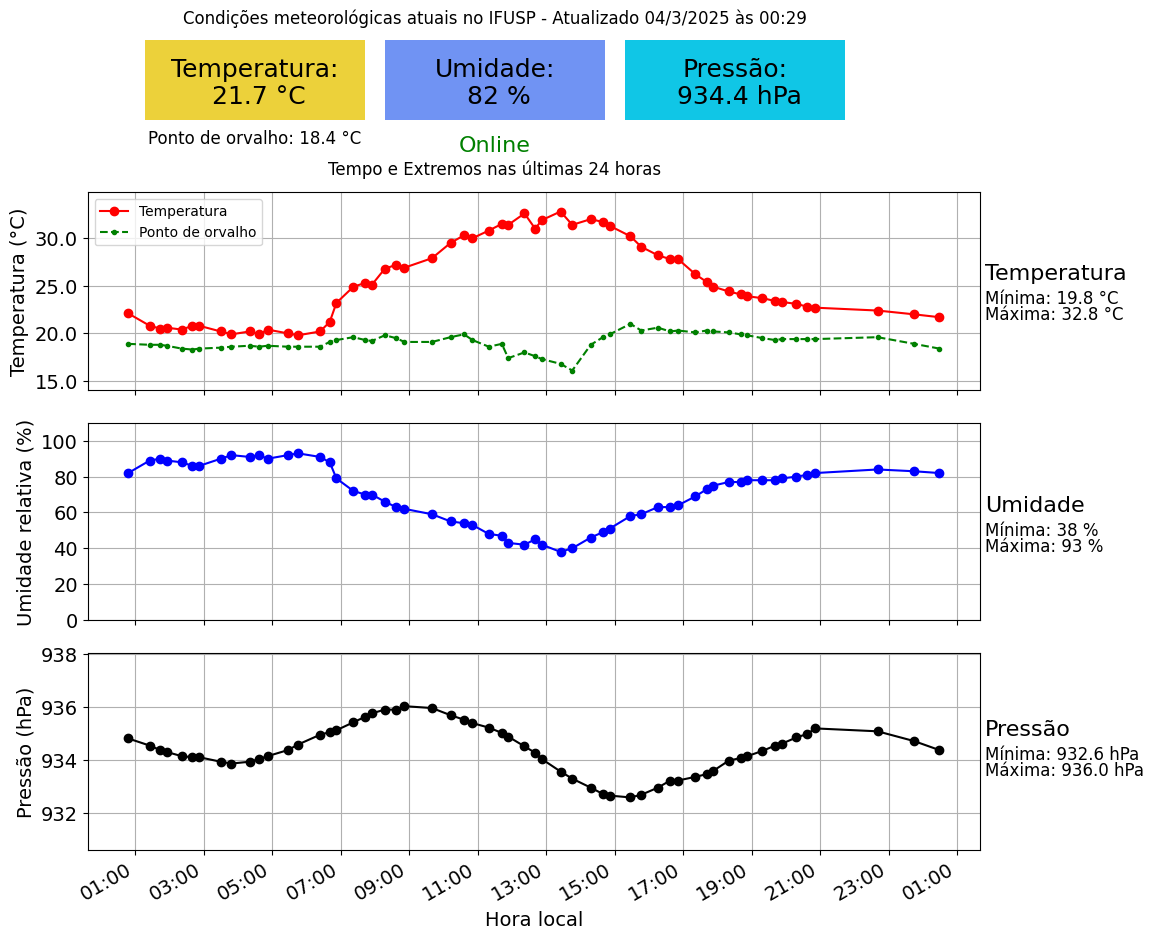 Condições meteorológicas atuais no IFUSP - Atualizado 04/3/2025 às 00:29
Temperatura:
21.7 °C
Umidade:
82 %
Pressão:
934.4 hPa
Ponto de orvalho: 18.4 °C
Online
Tempo e Extremos nas últimas 24 horas
Temperatura (°C)
30.0
25.0
20.0
15.0
Temperatura
Ponto de orvalho
Temperatura
Mínima: 19.8 °C
Máxima: 32.8 °C
Umidade relativa (%)
100
80
60
40
20
0
Umidade
Mínima: 38 %
Máxima: 93 %
Pressão (hPa)
938
936
934
932
Pressão
Mínima: 932.6 hPa
Máxima: 936.0 hPa
01:00 03:00 05:00 07:00 09:00 11:00 13:00 15:00 17:00 19:00 21:00 23:00 01:00
Hora local